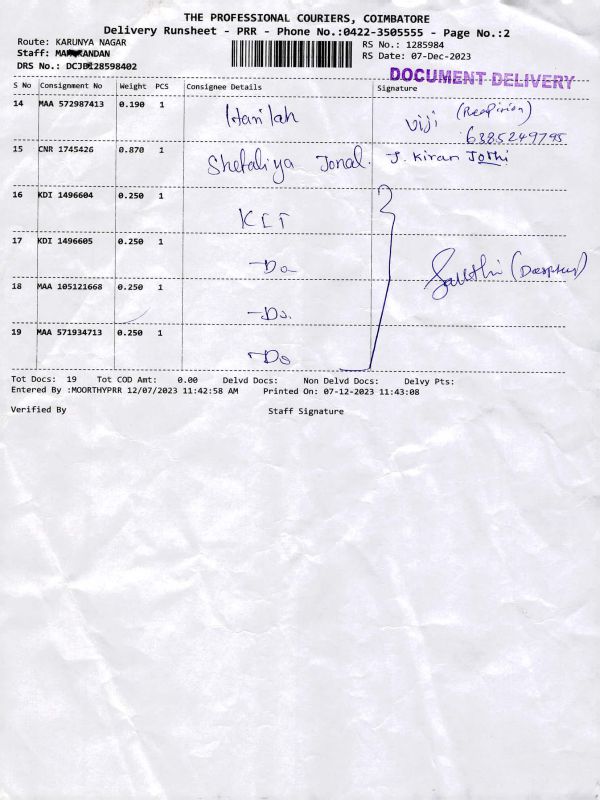 THE PROFESSIONAL COURIERS, COIMBATORE
Delivery Runsheet - PRR - Phone No.:0422-3505555 - Page No.:2
Route: KARUNYA NAGAR
RS No.: 1285984
Staff: MANIKANDAN
RS Date: 07-Dec-2023
DRS No.: DCJB128598402
DOCUMENT DELIVERY
S No Consignment No Weight PCS Consignee Details Signature
14 MAA 572987413 0.190 1 Viji
6385249795
15 CNR 1745426 0.870 1 J. Kiran Jothi
16 KDI 1496604 0.250 1
17 KDI 1496605 0.250 1 -Do
18 MAA 105121668 0.250 1 -Do.
19 MAA 571934713 0.250 1 -Do
Tot Docs: 19 Tot COD Amt: 0.00 Delvd Docs: Non Delvd Docs: Delvy Pts:
Entered By :MOORTHYPRR 12/07/2023 11:42:58 AM Printed On: 07-12-2023 11:43:08
Verified By Staff Signature